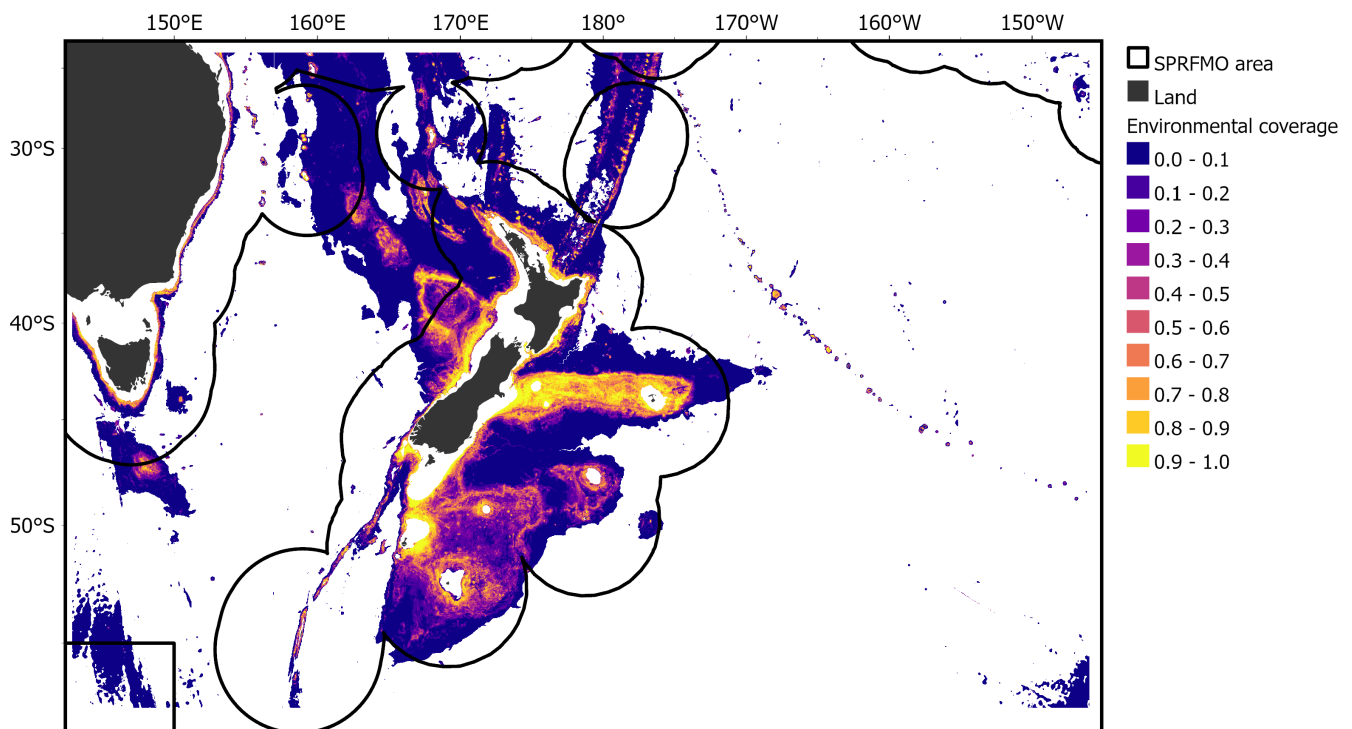 150°E 160°E 170°E 180° 170°W 160°W 150°W
30°S
40°S
50°S
SPRFMO area
Land
Environmental coverage
0.0 - 0.1
0.1 - 0.2
0.2 - 0.3
0.3 - 0.4
0.4 - 0.5
0.5 - 0.6
0.6 - 0.7
0.7 - 0.8
0.8 - 0.9
0.9 - 1.0